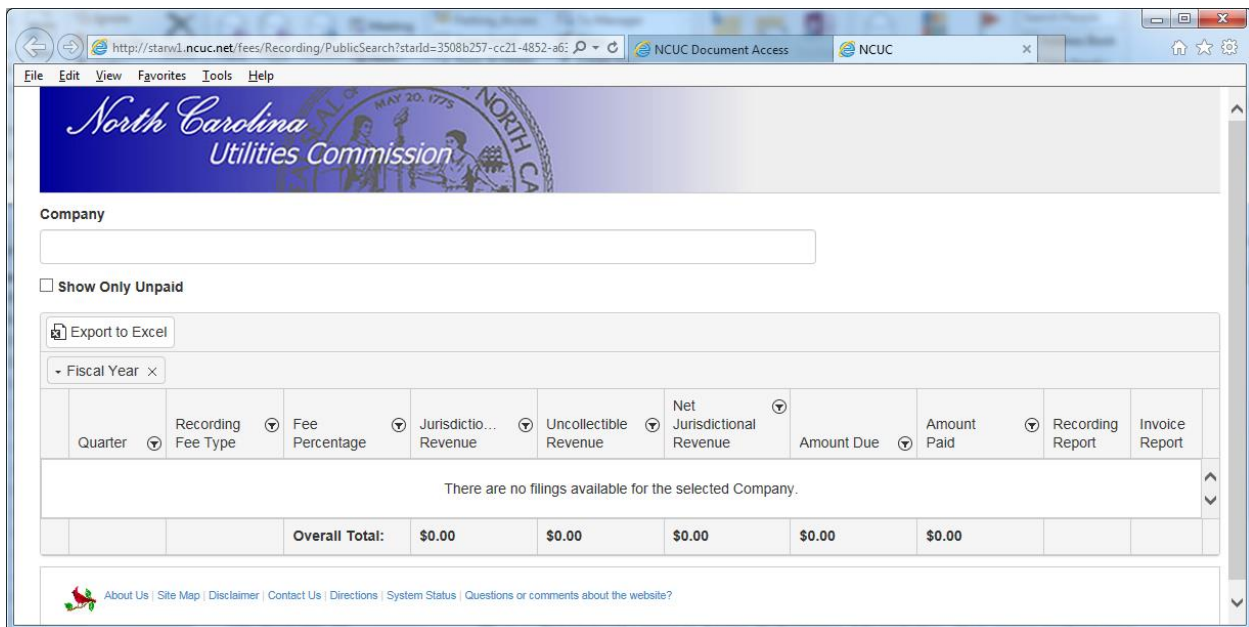 http://starw1.ncuc.net/fees/Recording/PublicSearch?starId=3508b257-cc21-4852-a63 NCUC Document Access NCUC
File Edit View Favorites Tools Help
MAY 20, 1775
North Carolina
Utilities Commission
Company
Show Only Unpaid
Export to Excel
Fiscal Year
Quarter Recording Fee Type Fee Percentage Jurisdictio... Revenue Uncollectible Revenue Net Jurisdictional Revenue Amount Due Amount Paid Recording Report Invoice Report
There are no filings available for the selected Company.
Overall Total: $0.00 $0.00 $0.00 $0.00 $0.00
About Us | Site Map | Disclaimer | Contact Us | Directions | System Status | Questions or comments about the website?